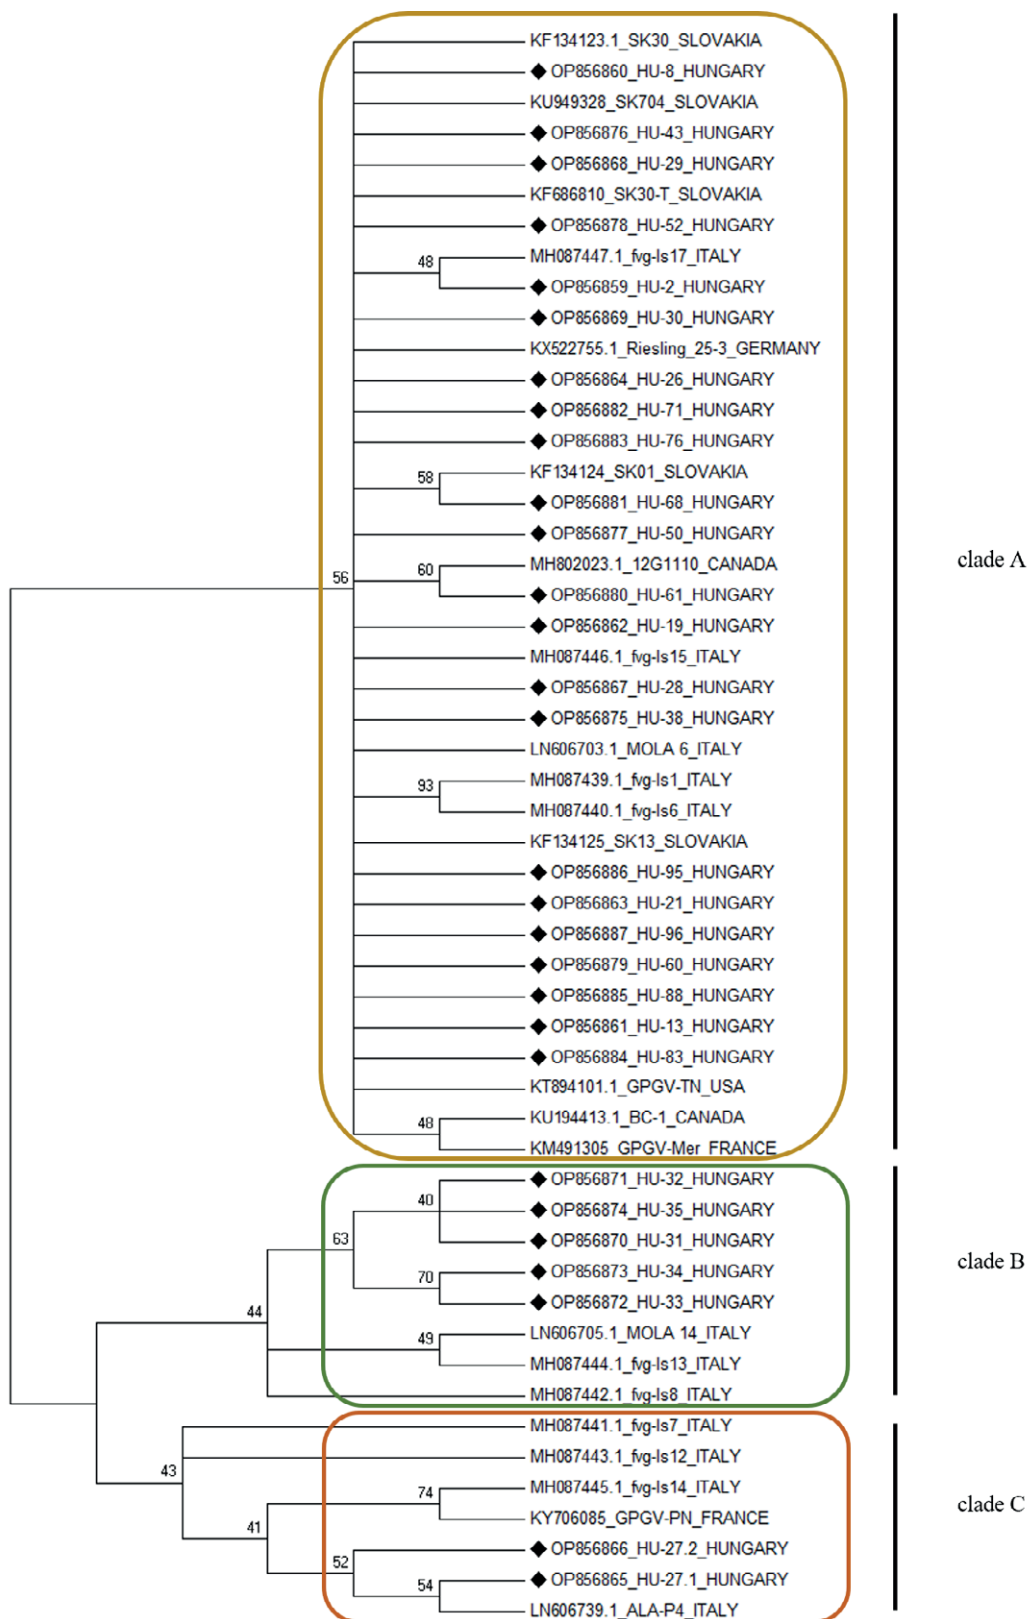 KF134123.1_SK30_SLOVAKIA
OP856860_HU-8_HUNGARY
KU949328_SK704_SLOVAKIA
OP856876_HU-43_HUNGARY
OP856868_HU-29_HUNGARY
KF686810_SK30-T_SLOVAKIA
OP856878_HU-52_HUNGARY
48
MH087447.1_fvg-Is17_ITALY
OP856859_HU-2_HUNGARY
OP856869_HU-30_HUNGARY
KX522755.1_Riesling_25-3_GERMANY
OP856864_HU-26_HUNGARY
OP856882_HU-71_HUNGARY
OP856883_HU-76_HUNGARY
58
KF134124_SK01_SLOVAKIA
OP856881_HU-68_HUNGARY
OP856877_HU-50_HUNGARY
clade A
60
MH802023.1_12G1110_CANADA
56
OP856880_HU-61_HUNGARY
OP856862_HU-19_HUNGARY
MH087446.1_fvg-Is15_ITALY
OP856867_HU-28_HUNGARY
OP856875_HU-38_HUNGARY
LN606703.1_MOLA 6_ITALY
93
MH087439.1_fvg-Is1_ITALY
MH087440.1_fvg-Is6_ITALY
KF134125_SK13_SLOVAKIA
OP856886_HU-95_HUNGARY
OP856863_HU-21_HUNGARY
OP856887_HU-96_HUNGARY
OP856879_HU-60_HUNGARY
OP856885_HU-88_HUNGARY
OP856861_HU-13_HUNGARY
OP856884_HU-83_HUNGARY
KT894101.1_GPGV-TN_USA
48
KU194413.1_BC-1_CANADA
KM491305_GPGV-Mer_FRANCE
OP856871_HU-32_HUNGARY
40
OP856874_HU-35_HUNGARY
63
OP856870_HU-31_HUNGARY
clade B
70
OP856873_HU-34_HUNGARY
OP856872_HU-33_HUNGARY
44
49
LN606705.1_MOLA 14_ITALY
MH087444.1_fvg-Is13_ITALY
MH087442.1_fvg-Is8_ITALY
MH087441.1_fvg-Is7_ITALY
MH087443.1_fvg-Is12_ITALY
43
74
MH087445.1_fvg-Is14_ITALY
clade C
KY706085_GPGV-PN_FRANCE
41
OP856866_HU-27.2_HUNGARY
52
OP856865_HU-27.1_HUNGARY
54
LN606739.1_ALA-P4_ITALY